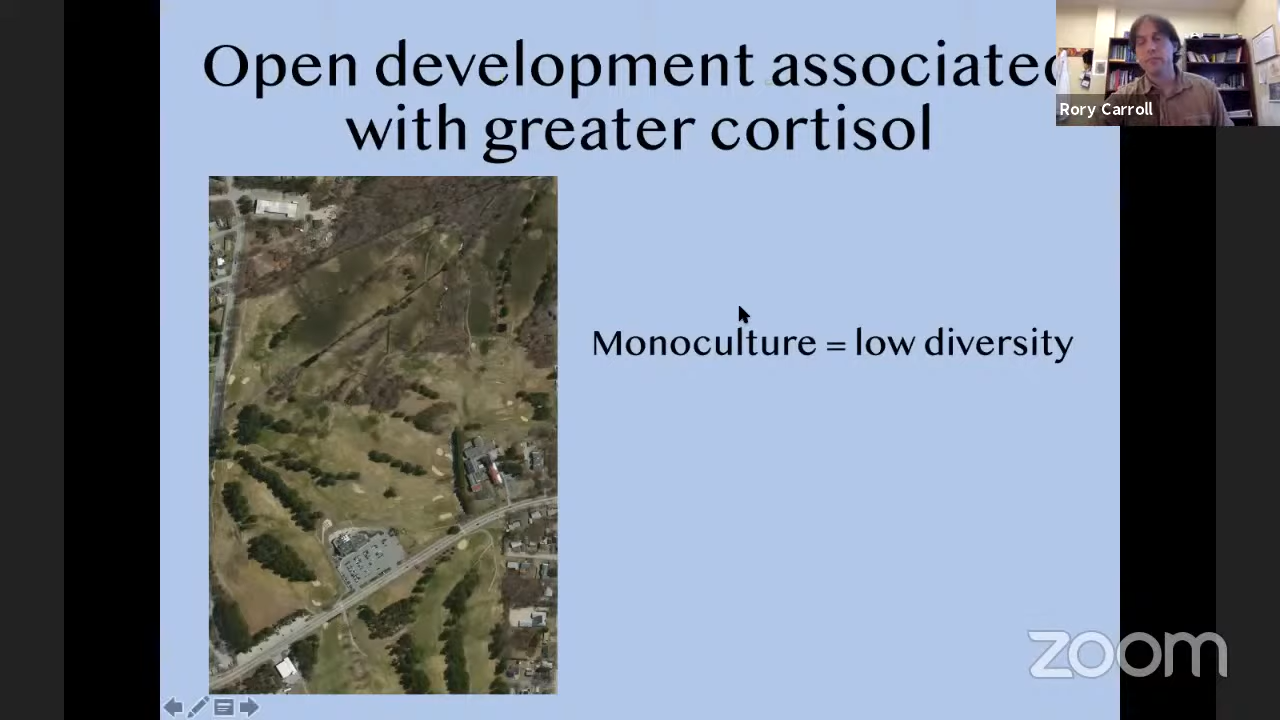 Open development associated
with greater cortisol
Rory Carroll
Monoculture = low diversity
zoom